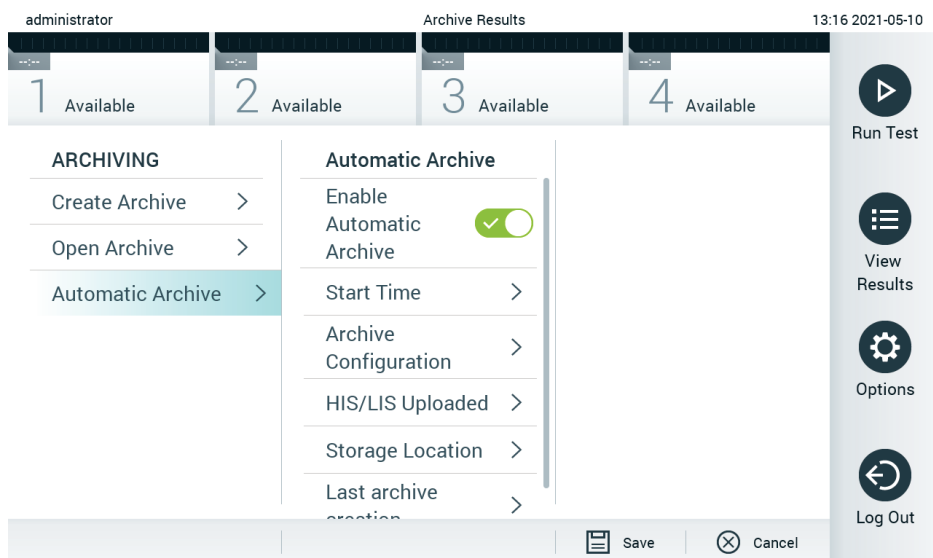 administrator
Archive Results
13:16 2021-05-10
--:--
1 Available
--:--
2 Available
--:--
3 Available
--:--
4 Available
ARCHIVING
Create Archive
Open Archive
Automatic Archive
Automatic Archive
Enable
Automatic
Archive
Start Time
Archive
Configuration
HIS/LIS Uploaded
Storage Location
Last archive
creation
Save
Cancel
Run Test
View
Results
Options
Log Out